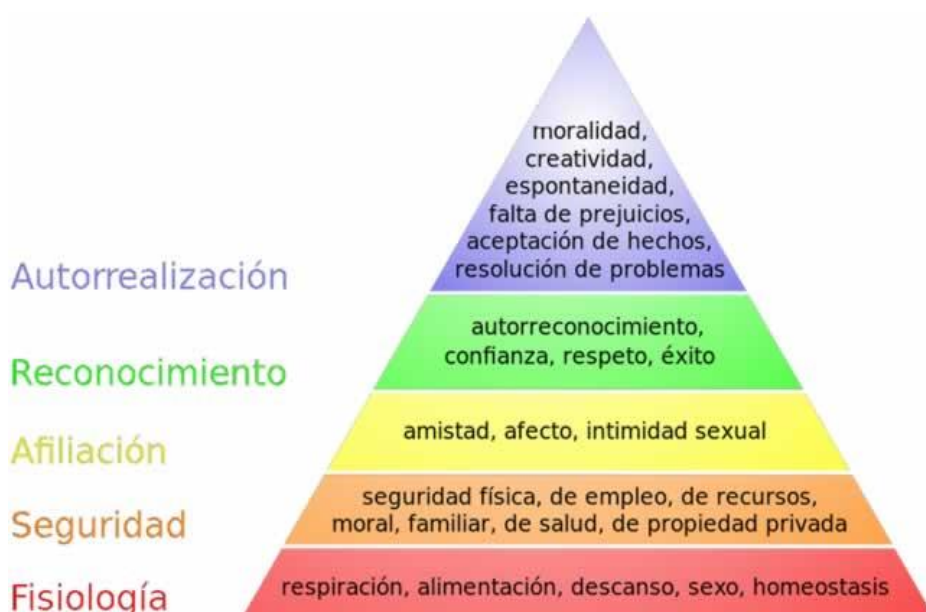 moralidad,
creatividad,
espontaneidad,
falta de prejuicios,
aceptación de hechos,
resolución de problemas
Autorrealización
autorreconocimiento,
confianza, respeto, éxito
Reconocimiento
amistad, afecto, intimidad sexual
Afiliación
seguridad física, de empleo, de recursos,
moral, familiar, de salud, de propiedad privada
Seguridad
respiración, alimentación, descanso, sexo, homeostasis
Fisiología